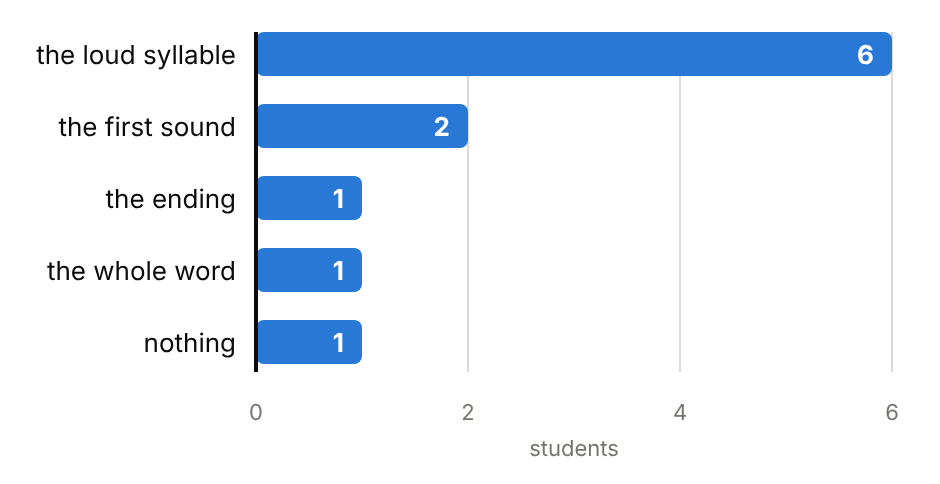 the loud syllable 6
the first sound 2
the ending 1
the whole word 1
nothing 1
0 2 4 6
students